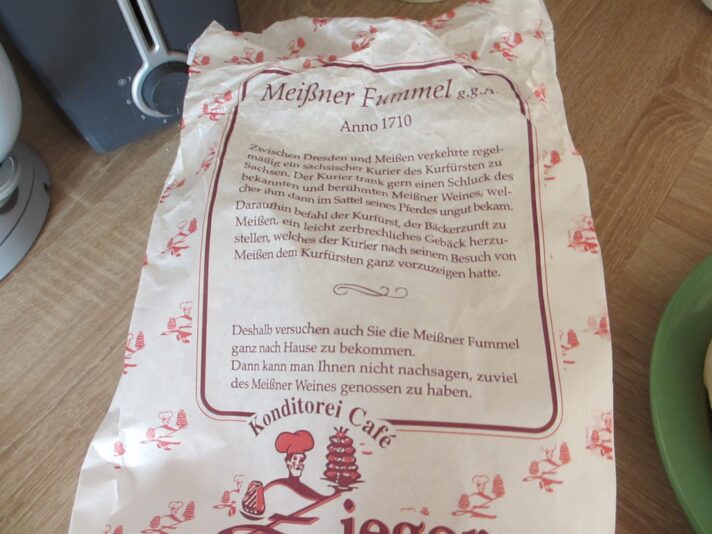 Meißner Fummel g.g.A.
Anno 1710
Zwischen Dresden und Meißen verkehrte regel-
mäßig ein sächsischer Kurier des Kurfürsten zu
Sachsen. Der Kurier trank gern einen Schluck des
bekannten und berühmten Meißner Weines, wel-
cher ihm dann im Sattel seines Pferdes ungut bekam.
Daraufhin befahl der Kurfürst, der Bäckerzunft zu
Meißen, ein leicht zerbrechliches Gebäck herzu-
stellen, welches der Kurier nach seinem Besuch von
Meißen dem Kurfürsten ganz vorzuzeigen hatte.
Deshalb versuchen auch Sie die Meißner Fummel
ganz nach Hause zu bekommen.
Dann kann man Ihnen nicht nachsagen, zuviel
des Meißner Weines genossen zu haben.
Konditorei Café
Zieger